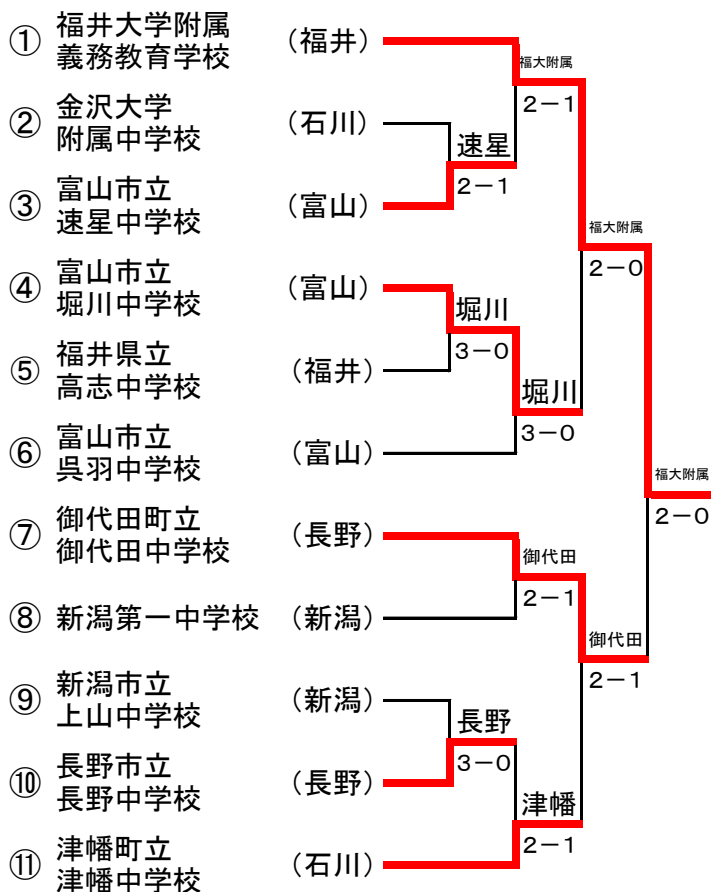 ① 福井大学附属
義務教育学校 （福井）
福大附属
2－1
② 金沢大学
附属中学校 （石川）
速星
2－1
③ 富山市立
速星中学校 （富山）
福大附属
2－0
④ 富山市立
堀川中学校 （富山）
堀川
3－0
⑤ 福井県立
高志中学校 （福井）
堀川
3－0
⑥ 富山市立
呉羽中学校 （富山）
福大附属
2－0
⑦ 御代田町立
御代田中学校 （長野）
御代田
2－1
⑧ 新潟第一中学校 （新潟）
御代田
2－1
⑨ 新潟市立
上山中学校 （新潟）
長野
3－0
⑩ 長野市立
長野中学校 （長野）
津幡
2－1
⑪ 津幡町立
津幡中学校 （石川）